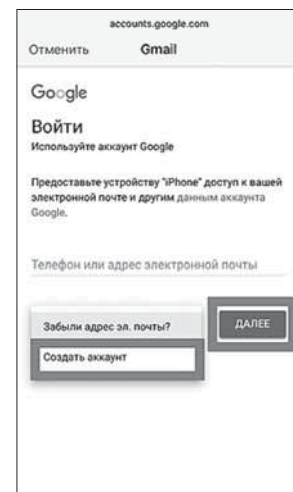 accounts.google.com
Отменить Gmail
Google
Войти
Используйте аккаунт Google
Предоставьте устройству "iPhone" доступ к вашей
электронной почте и другим данным аккаунта
Google.
Телефон или адрес электронной почты
Забыли адрес эл. почты?
ДАЛЕЕ
Создать аккаунт